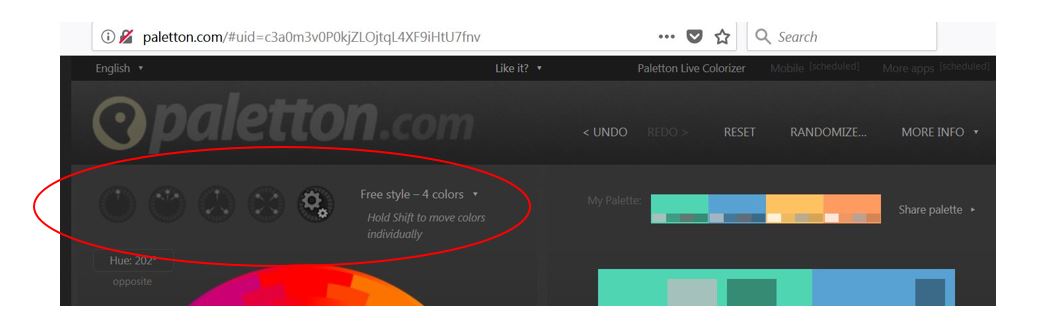 paletton.com/#uid=c3a0m3v0P0kjZLOjtqL4XF9iHtU7fnv
Search
English Like it? Paletton Live Colorizer Mobile [scheduled] More apps [scheduled]
paletton.com
< UNDO REDO > RESET RANDOMIZE... MORE INFO
Free style – 4 colors
Hold Shift to move colors
individually
My Palette:
Share palette
Hue: 202°
opposite